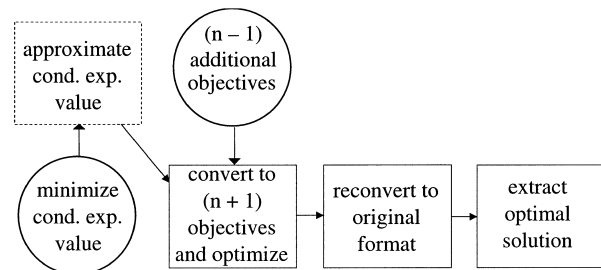 approximate
cond. exp.
value
(n – 1)
additional
objectives
minimize
cond. exp.
value
convert to
(n + 1)
objectives
and optimize
reconvert to
original
format
extract
optimal
solution